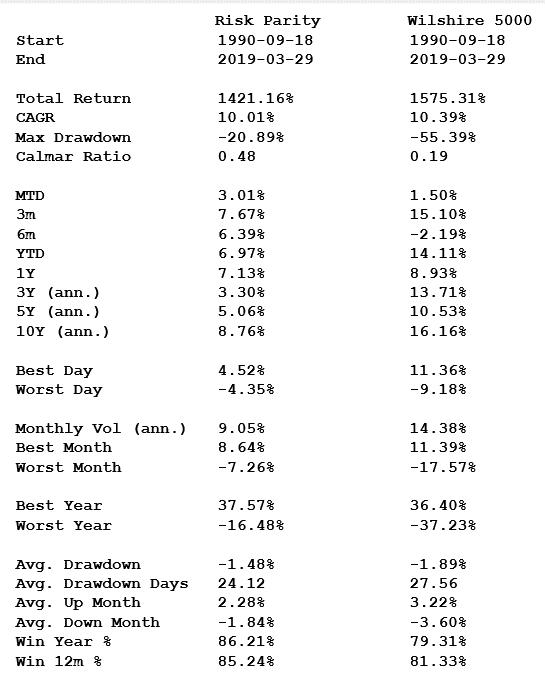 Risk Parity Wilshire 5000
Start 1990-09-18 1990-09-18
End 2019-03-29 2019-03-29
Total Return 1421.16% 1575.31%
CAGR 10.01% 10.39%
Max Drawdown -20.89% -55.39%
Calmar Ratio 0.48 0.19
MTD 3.01% 1.50%
3m 7.67% 15.10%
6m 6.39% -2.19%
YTD 6.97% 14.11%
1Y 7.13% 8.93%
3Y (ann.) 3.30% 13.71%
5Y (ann.) 5.06% 10.53%
10Y (ann.) 8.76% 16.16%
Best Day 4.52% 11.36%
Worst Day -4.35% -9.18%
Monthly Vol (ann.) 9.05% 14.38%
Best Month 8.64% 11.39%
Worst Month -7.26% -17.57%
Best Year 37.57% 36.40%
Worst Year -16.48% -37.23%
Avg. Drawdown -1.48% -1.89%
Avg. Drawdown Days 24.12 27.56
Avg. Up Month 2.28% 3.22%
Avg. Down Month -1.84% -3.60%
Win Year % 86.21% 79.31%
Win 12m % 85.24% 81.33%